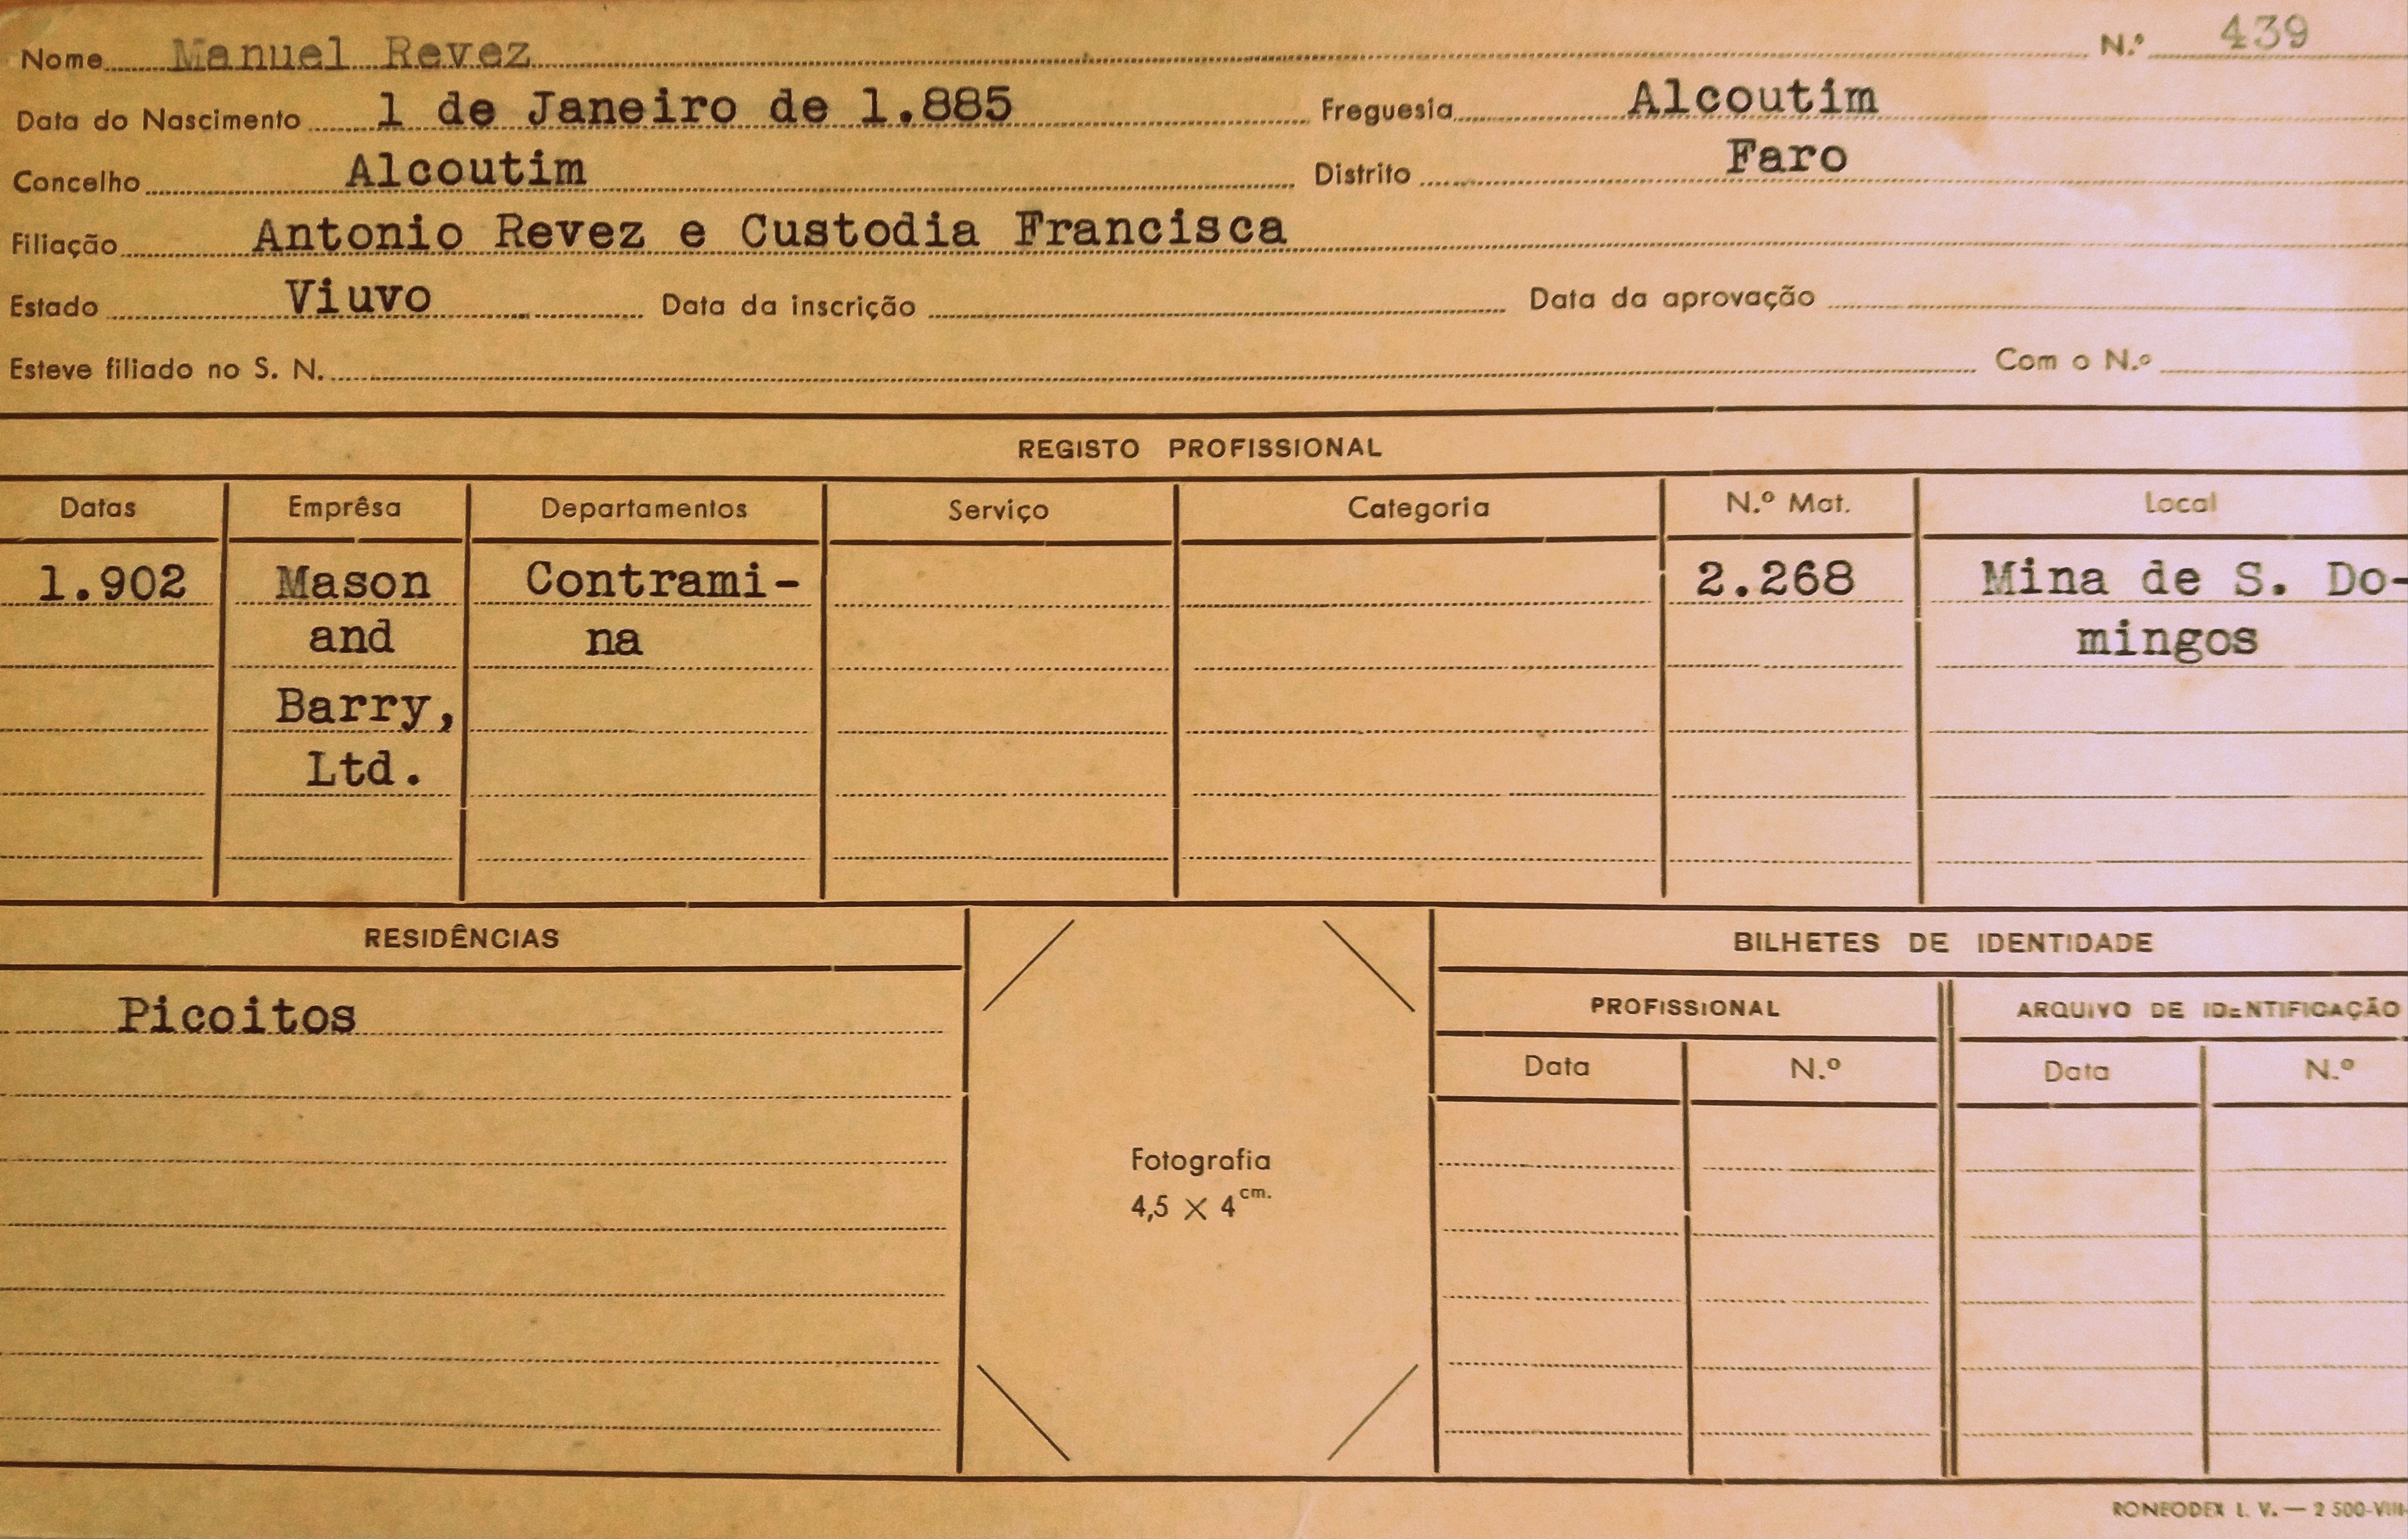 Nome Manuel Revez N.º 439
Data do Nascimento 1 de Janeiro de 1.885 Freguesia Alcoutim
Concelho Alcoutim Distrito Faro
Filiação Antonio Revez e Custodia Francisca
Estado Viuvo Data da inscrição Data da aprovação
Esteve filiado no S. N. Com o N.º
REGISTO PROFISSIONAL
Datas Emprêsa Departamentos Serviço Categoria N.º Mat. Local
1.902 Mason Contrami- 2.268 Mina de S. Do-
and na mingos
Barry,
Ltd.
RESIDÊNCIAS BILHETES DE IDENTIDADE
Picoitos PROFISSIONAL ARQUIVO DE IDENTIFICAÇÃO
Data N.º Data N.º
Fotografia
4,5 × 4 cm.
RONEODEX L. V. — 2 500-VIII-